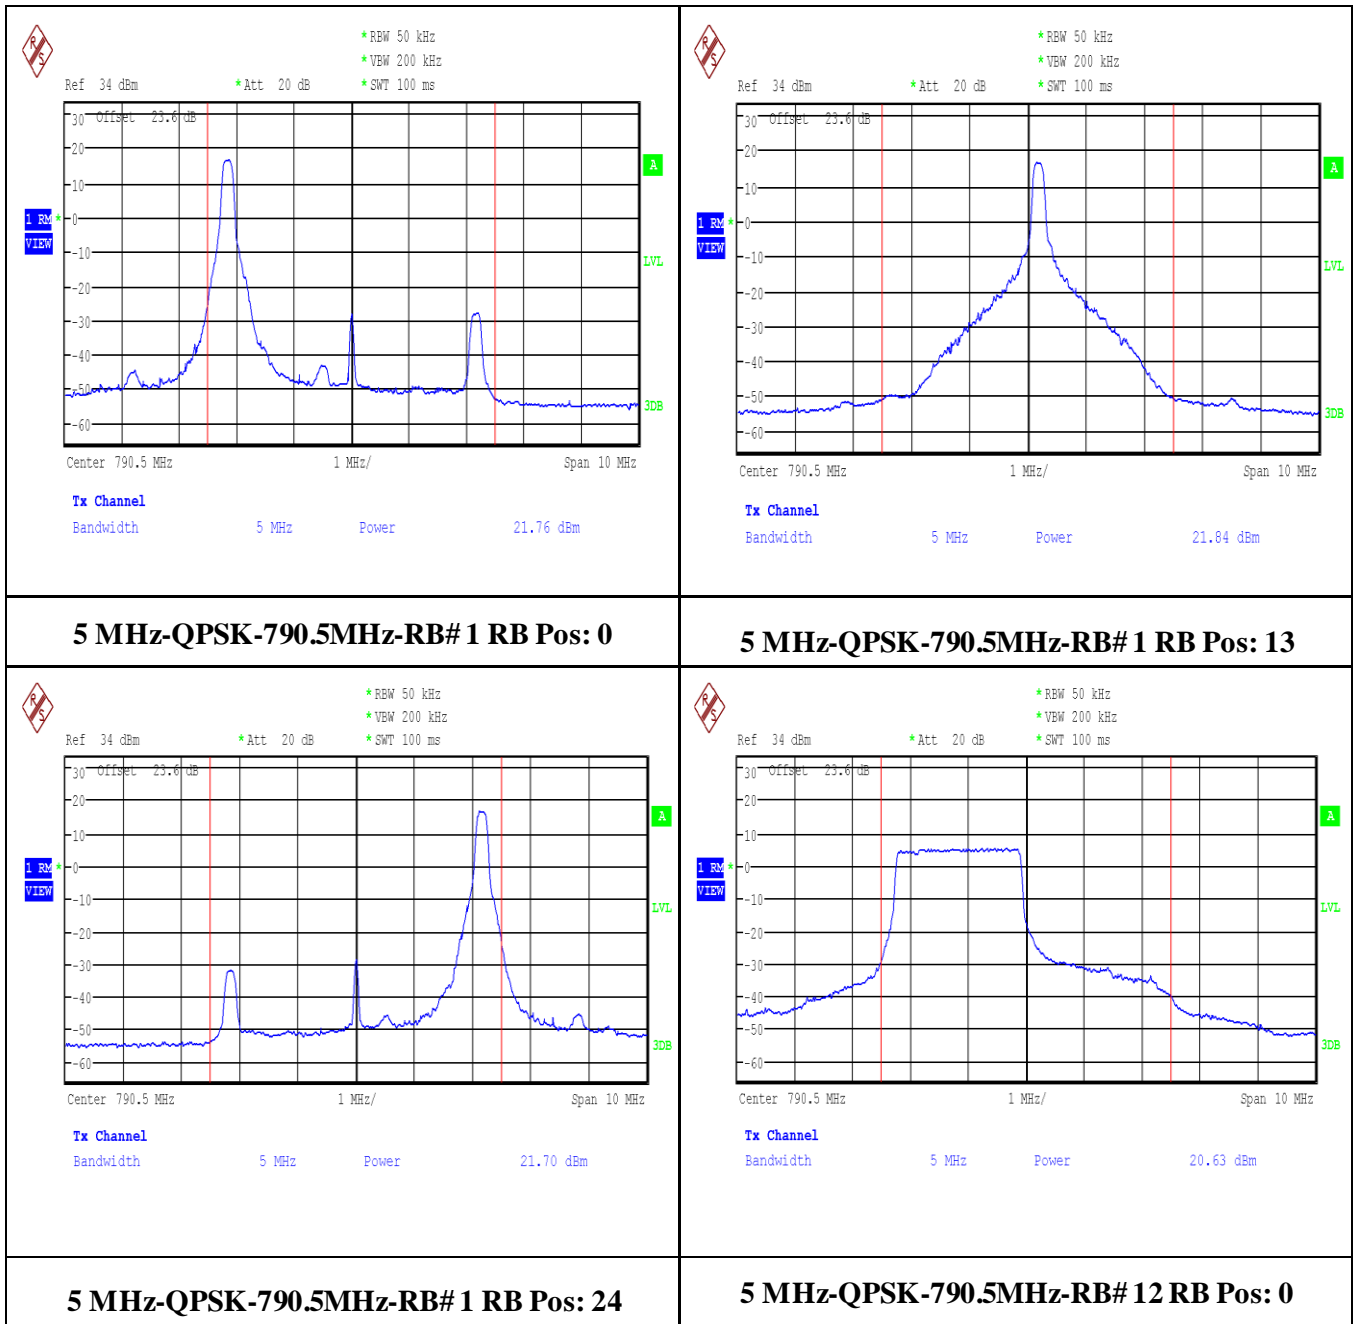 R S
*RBW 50 kHz
*VBW 200 kHz
Ref 34 dBm *Att 20 dB *SWT 100 ms
Offset 23.6 dB
30
20
10
0
-10
-20
-30
-40
-50
-60
A
1 RM *
VIEW
LVL
3DB
Center 790.5 MHz 1 MHz/ Span 10 MHz
Tx Channel
Bandwidth 5 MHz Power 21.76 dBm
5 MHz-QPSK-790.5MHz-RB# 1 RB Pos: 0
R S
*RBW 50 kHz
*VBW 200 kHz
Ref 34 dBm *Att 20 dB *SWT 100 ms
Offset 23.6 dB
30
20
10
0
-10
-20
-30
-40
-50
-60
A
1 RM *
VIEW
LVL
3DB
Center 790.5 MHz 1 MHz/ Span 10 MHz
Tx Channel
Bandwidth 5 MHz Power 21.84 dBm
5 MHz-QPSK-790.5MHz-RB# 1 RB Pos: 13
R S
*RBW 50 kHz
*VBW 200 kHz
Ref 34 dBm *Att 20 dB *SWT 100 ms
Offset 23.6 dB
30
20
10
0
-10
-20
-30
-40
-50
-60
A
1 RM *
VIEW
LVL
3DB
Center 790.5 MHz 1 MHz/ Span 10 MHz
Tx Channel
Bandwidth 5 MHz Power 21.70 dBm
5 MHz-QPSK-790.5MHz-RB# 1 RB Pos: 24
R S
*RBW 50 kHz
*VBW 200 kHz
Ref 34 dBm *Att 20 dB *SWT 100 ms
Offset 23.6 dB
30
20
10
0
-10
-20
-30
-40
-50
-60
A
1 RM *
VIEW
LVL
3DB
Center 790.5 MHz 1 MHz/ Span 10 MHz
Tx Channel
Bandwidth 5 MHz Power 20.63 dBm
5 MHz-QPSK-790.5MHz-RB# 12 RB Pos: 0